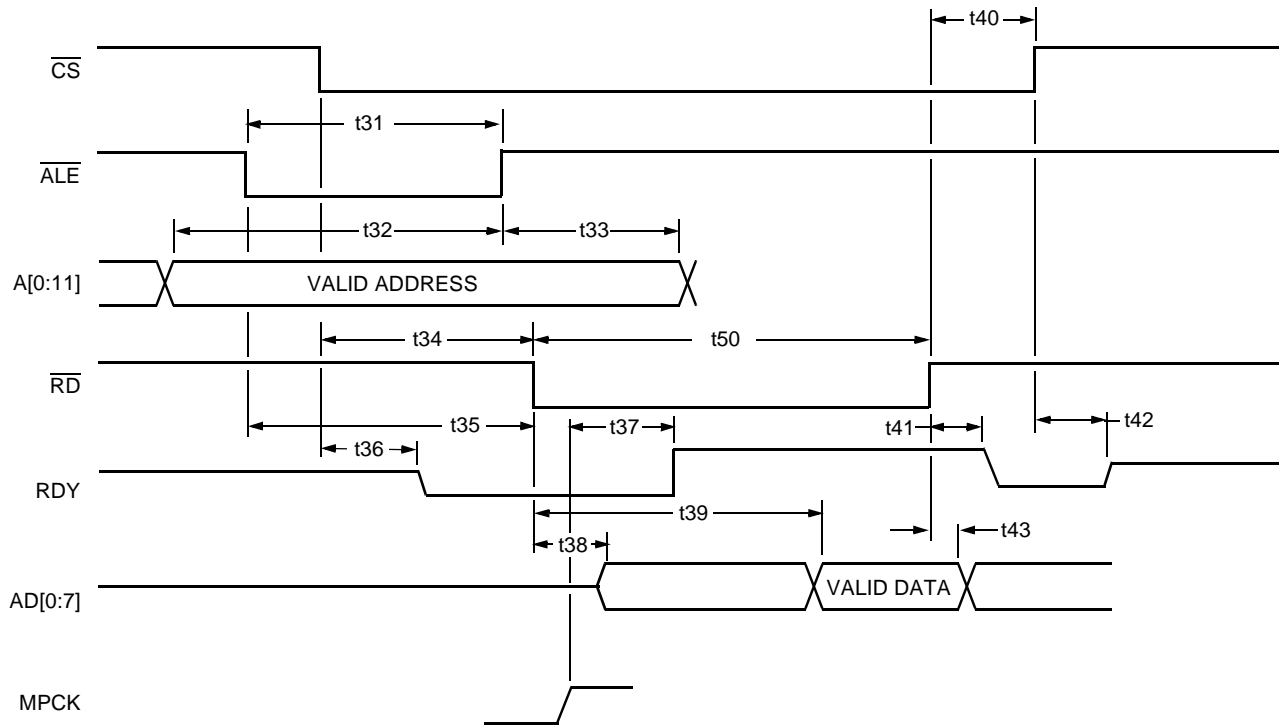 t40
CS
t31
ALE
t32
t33
A[0:11]
VALID ADDRESS
t34
t50
RD
t35
t37
t41
t42
t36
RDY
t39
t43
t38
AD[0:7]
VALID DATA
MPCK